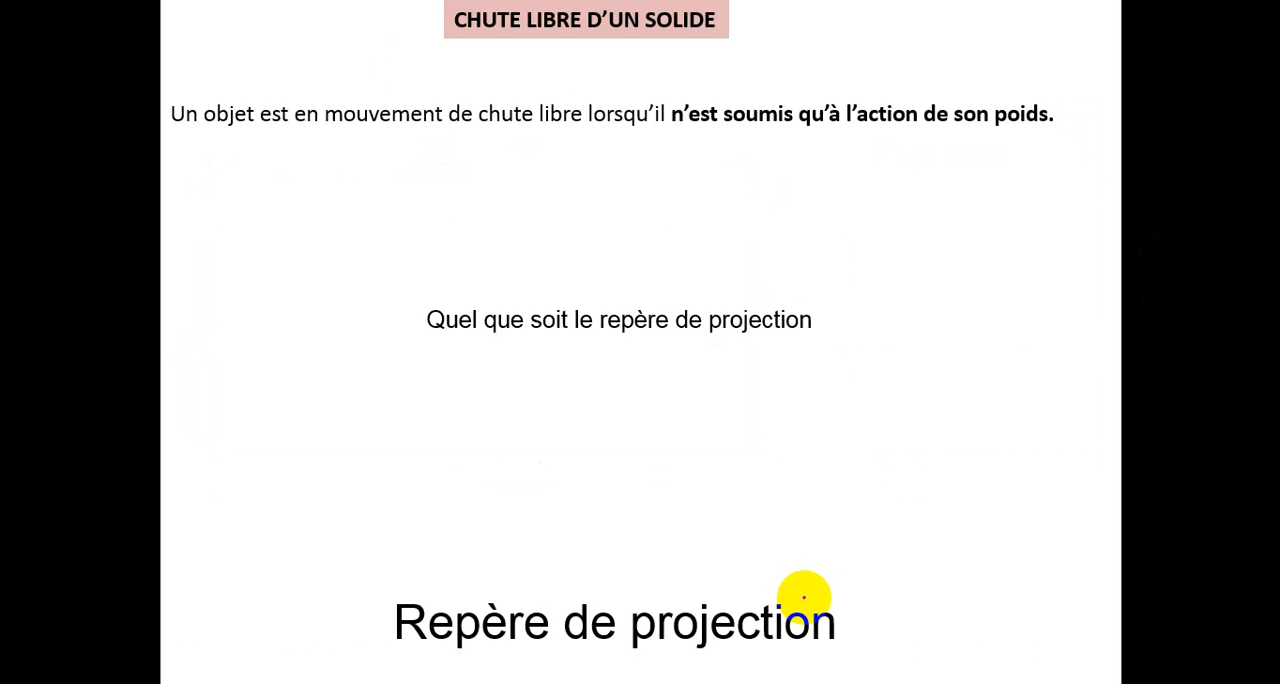 CHUTE LIBRE D’UN SOLIDE
Un objet est en mouvement de chute libre lorsqu’il n’est soumis qu’à l’action de son poids.
Quel que soit le repère de projection
Repère de projection